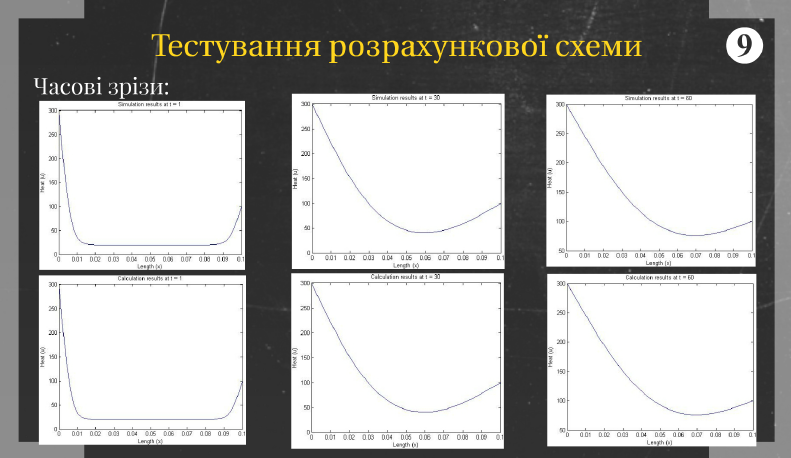 Тестування розрахункової схеми
9
Часові зрізи:
Simulation results at t = 1
300
250
200
150
100
50
0
Heat (u)
0 0.01 0.02 0.03 0.04 0.05 0.06 0.07 0.08 0.09 0.1
Length (x)
Simulation results at t = 30
300
250
200
150
100
50
0
Heat (u)
0 0.01 0.02 0.03 0.04 0.05 0.06 0.07 0.08 0.09 0.1
Length (x)
Simulation results at t = 60
300
250
200
150
100
50
Heat (u)
0 0.01 0.02 0.03 0.04 0.05 0.06 0.07 0.08 0.09 0.1
Length (x)
Calculation results at t = 1
300
250
200
150
100
50
0
Heat (u)
0 0.01 0.02 0.03 0.04 0.05 0.06 0.07 0.08 0.09 0.1
Length (x)
Calculation results at t = 30
300
250
200
150
100
50
0
Heat (u)
0 0.01 0.02 0.03 0.04 0.05 0.06 0.07 0.08 0.09 0.1
Length (x)
Calculation results at t = 60
300
250
200
150
100
50
Heat (u)
0 0.01 0.02 0.03 0.04 0.05 0.06 0.07 0.08 0.09 0.1
Length (x)